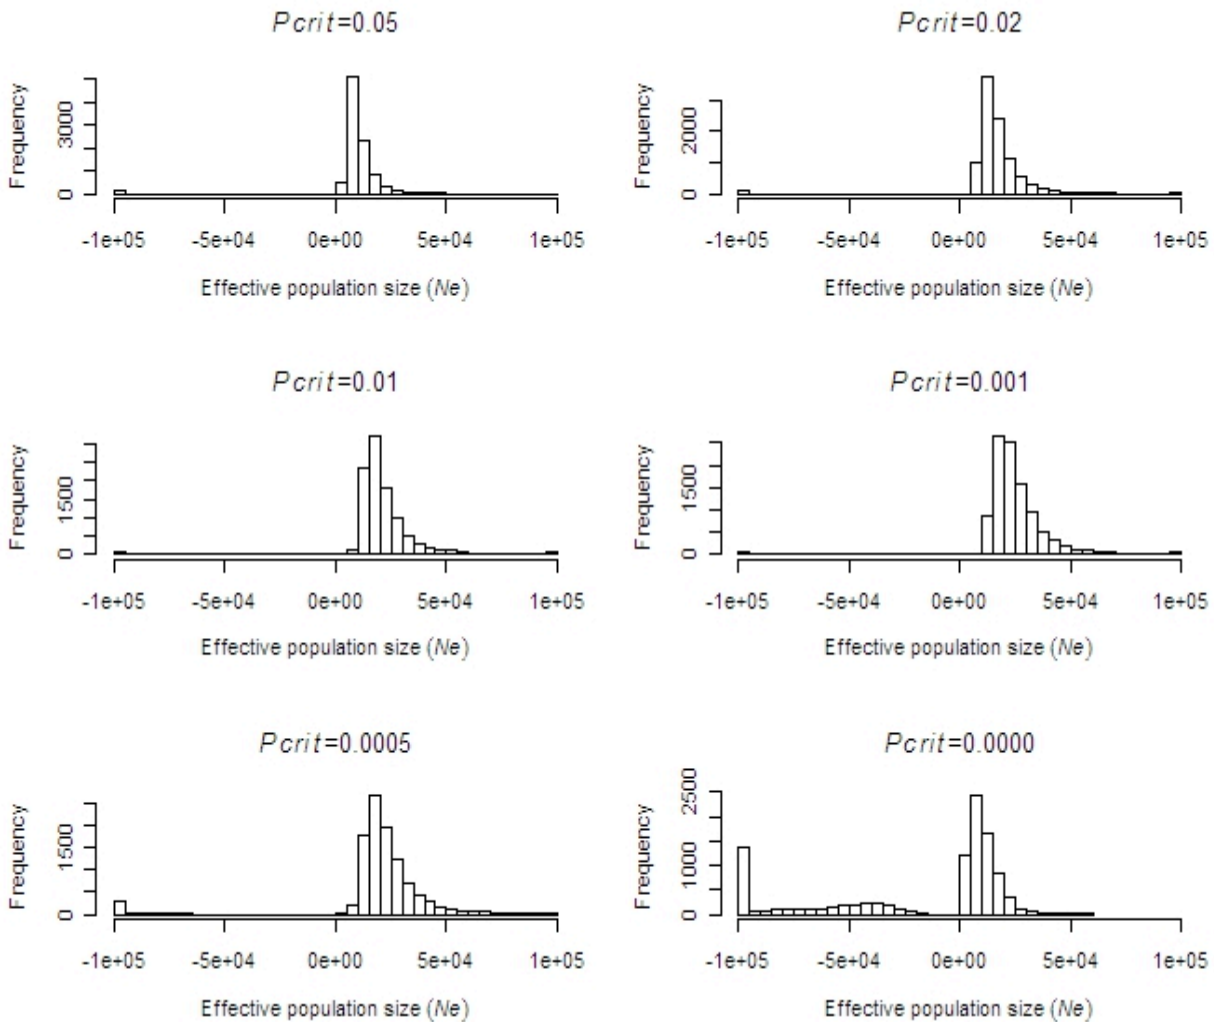 Pcrit=0.05
Frequency
0 3000
-1e+05 -5e+04 0e+00 5e+04 1e+05
Effective population size (Ne)
Pcrit=0.02
Frequency
0 2000
-1e+05 -5e+04 0e+00 5e+04 1e+05
Effective population size (Ne)
Pcrit=0.01
Frequency
0 1500
-1e+05 -5e+04 0e+00 5e+04 1e+05
Effective population size (Ne)
Pcrit=0.001
Frequency
0 1500
-1e+05 -5e+04 0e+00 5e+04 1e+05
Effective population size (Ne)
Pcrit=0.0005
Frequency
0 1500
-1e+05 -5e+04 0e+00 5e+04 1e+05
Effective population size (Ne)
Pcrit=0.0000
Frequency
0 1000 2500
-1e+05 -5e+04 0e+00 5e+04 1e+05
Effective population size (Ne)